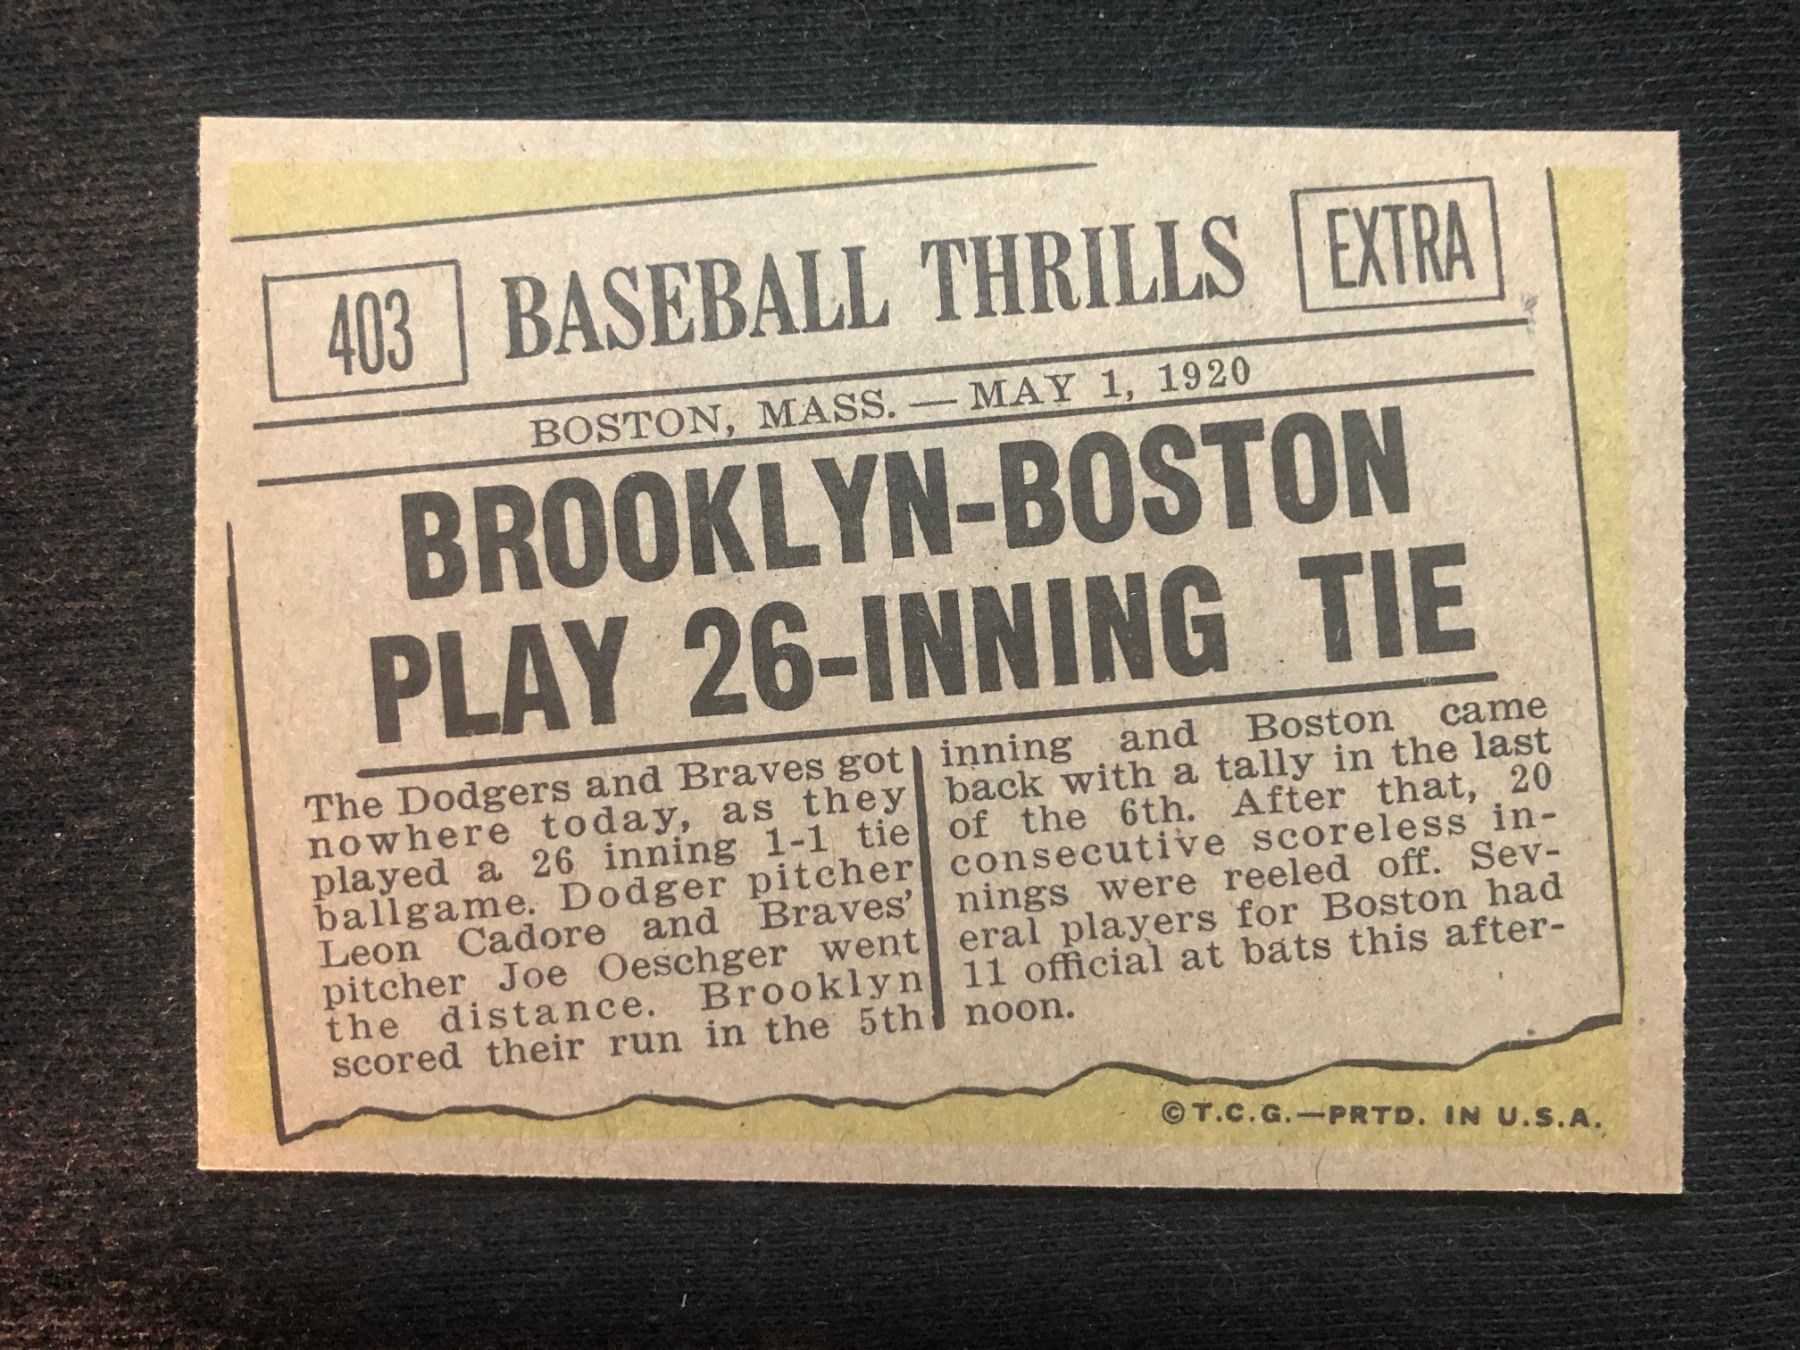 403
BASEBALL THRILLS
EXTRA
BOSTON, MASS. — MAY 1, 1920
BROOKLYN-BOSTON
PLAY 26-INNING TIE
The Dodgers and Braves got
nowhere today, as they
played a 26 inning 1-1 tie
ballgame. Dodger pitcher
Leon Cadore and Braves'
pitcher Joe Oeschger went
the distance. Brooklyn
scored their run in the 5th
inning and Boston came
back with a tally in the last
of the 6th. After that, 20
consecutive scoreless in-
nings were reeled off. Sev-
eral players for Boston had
11 official at bats this after-
noon.
©T.C.G.—PRTD. IN U.S.A.